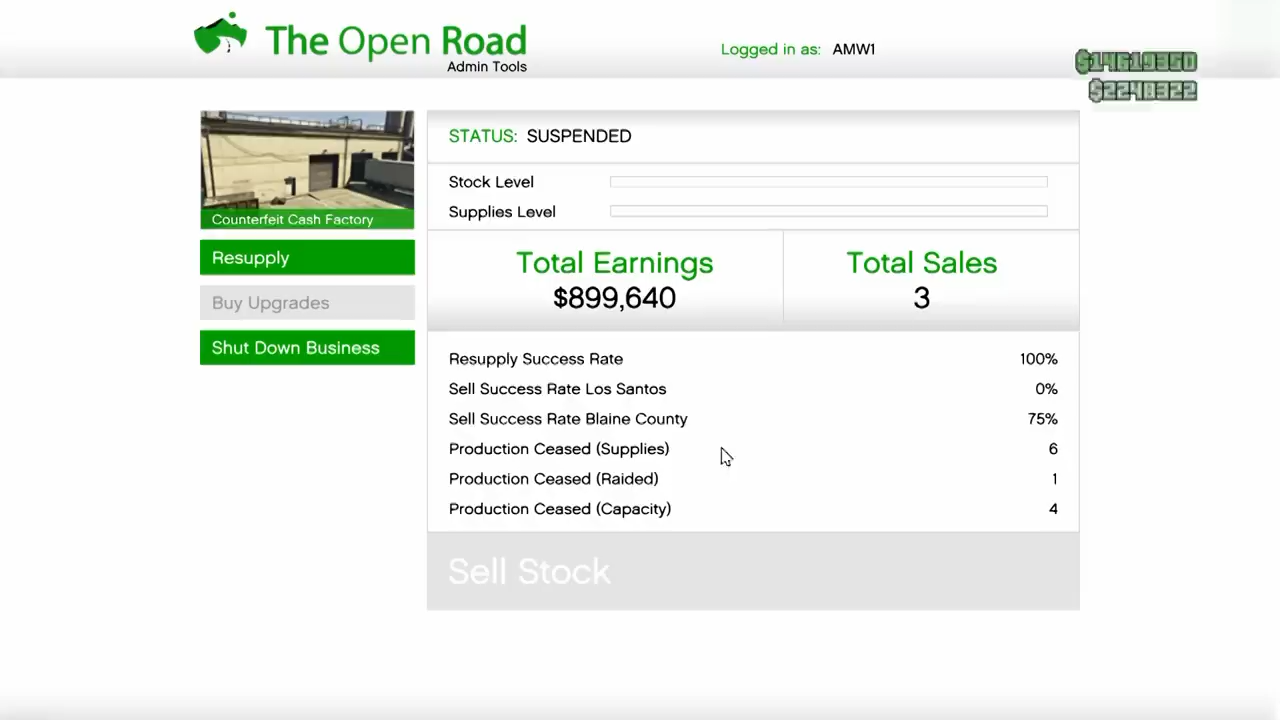 The Open Road
Admin Tools
Logged in as: AMW1
$14619350
$2240322
Counterfeit Cash Factory
Resupply
Buy Upgrades
Shut Down Business
STATUS: SUSPENDED
Stock Level
Supplies Level
Total Earnings
$899,640
Total Sales
3
Resupply Success Rate 100%
Sell Success Rate Los Santos 0%
Sell Success Rate Blaine County 75%
Production Ceased (Supplies) 6
Production Ceased (Raided) 1
Production Ceased (Capacity) 4
Sell Stock